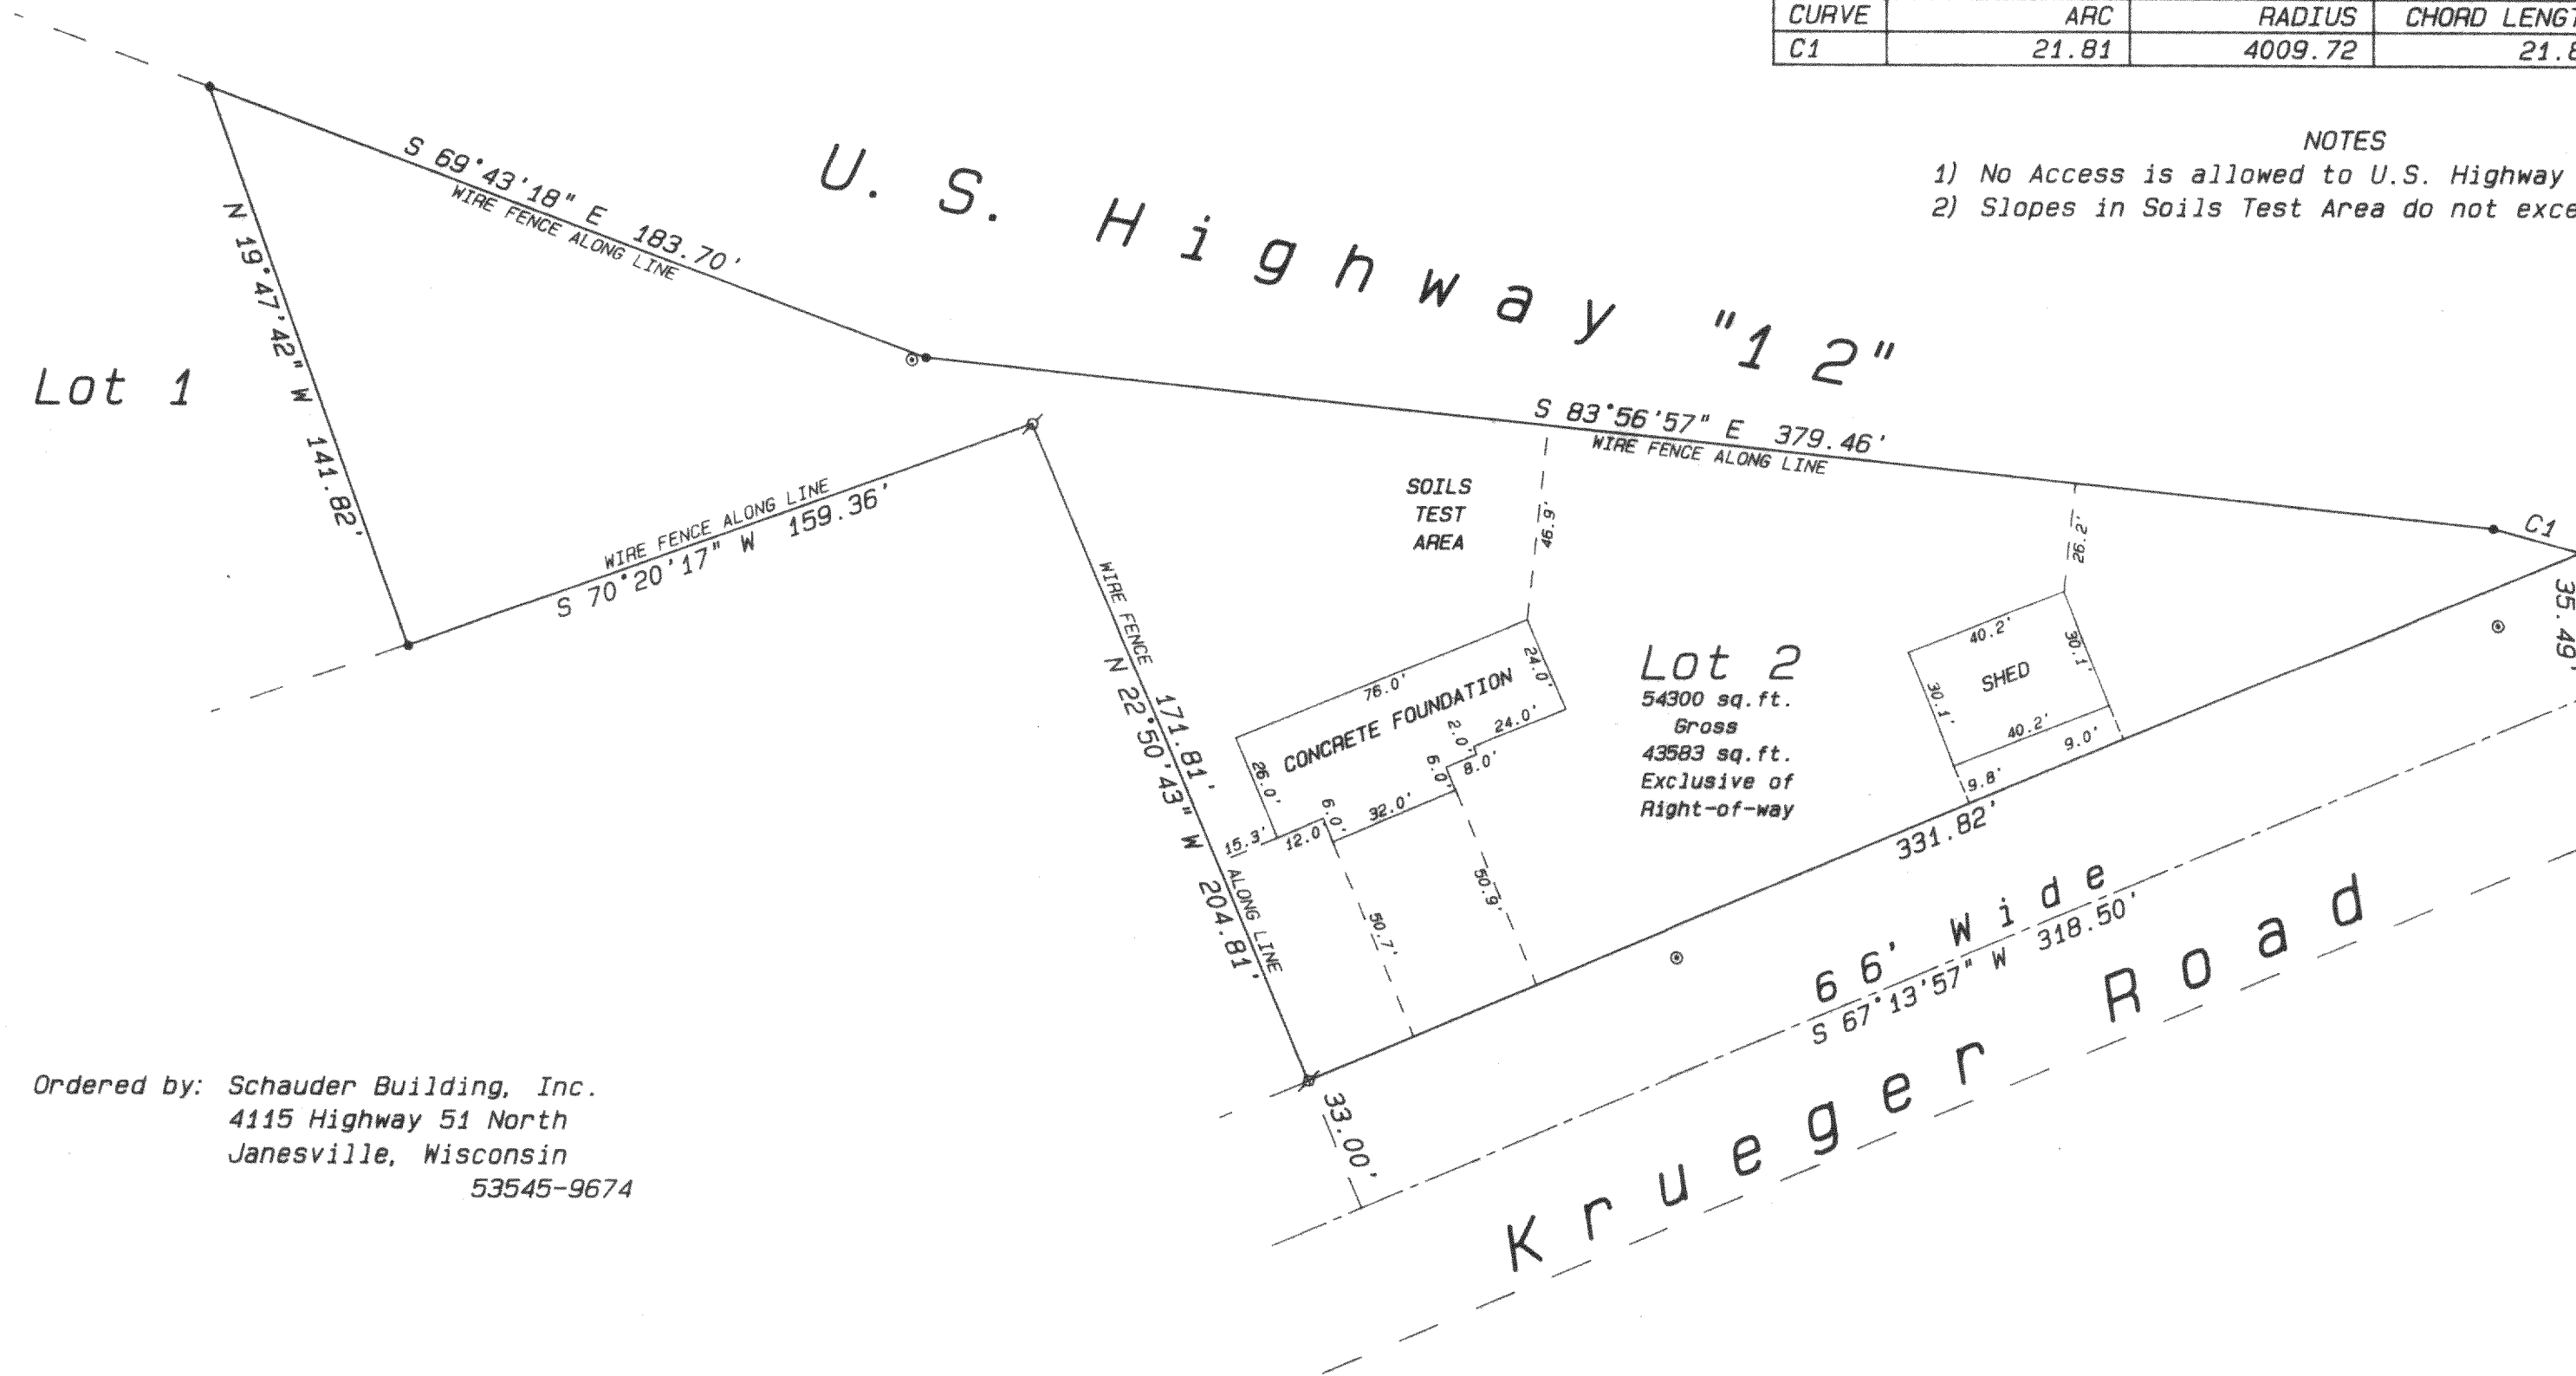 CURVE ARC RADIUS CHORD LENGT
C1 21.81 4009.72 21.8
NOTES
1) No Access is allowed to U.S. Highway
2) Slopes in Soils Test Area do not exce
U. S. Highway "12"
S 69°43'18" E 183.70'
WIRE FENCE ALONG LINE
N 19°47'42" W 141.82'
Lot 1
S 83°56'57" E 379.46'
WIRE FENCE ALONG LINE
C1
35.49'
WIRE FENCE ALONG LINE
S 70°20'17" W 159.36'
SOILS
TEST
AREA
46.9'
26.2'
WIRE FENCE ALONG LINE
171.81'
N 22°50'43" W 204.81'
76.0'
CONCRETE FOUNDATION
24.0'
26.0'
2.0'
24.0'
6.0'
8.0'
6.0'
32.0'
15.3'
12.0'
50.7'
50.9'
Lot 2
54300 sq.ft.
Gross
43583 sq.ft.
Exclusive of
Right-of-way
40.2'
30.1'
SHED
30.1'
40.2'
9.0'
9.8'
331.82'
66' Wide
S 67°13'57" W 318.50'
Krueger Road
33.00'
Ordered by: Schauder Building, Inc.
4115 Highway 51 North
Janesville, Wisconsin
53545-9674